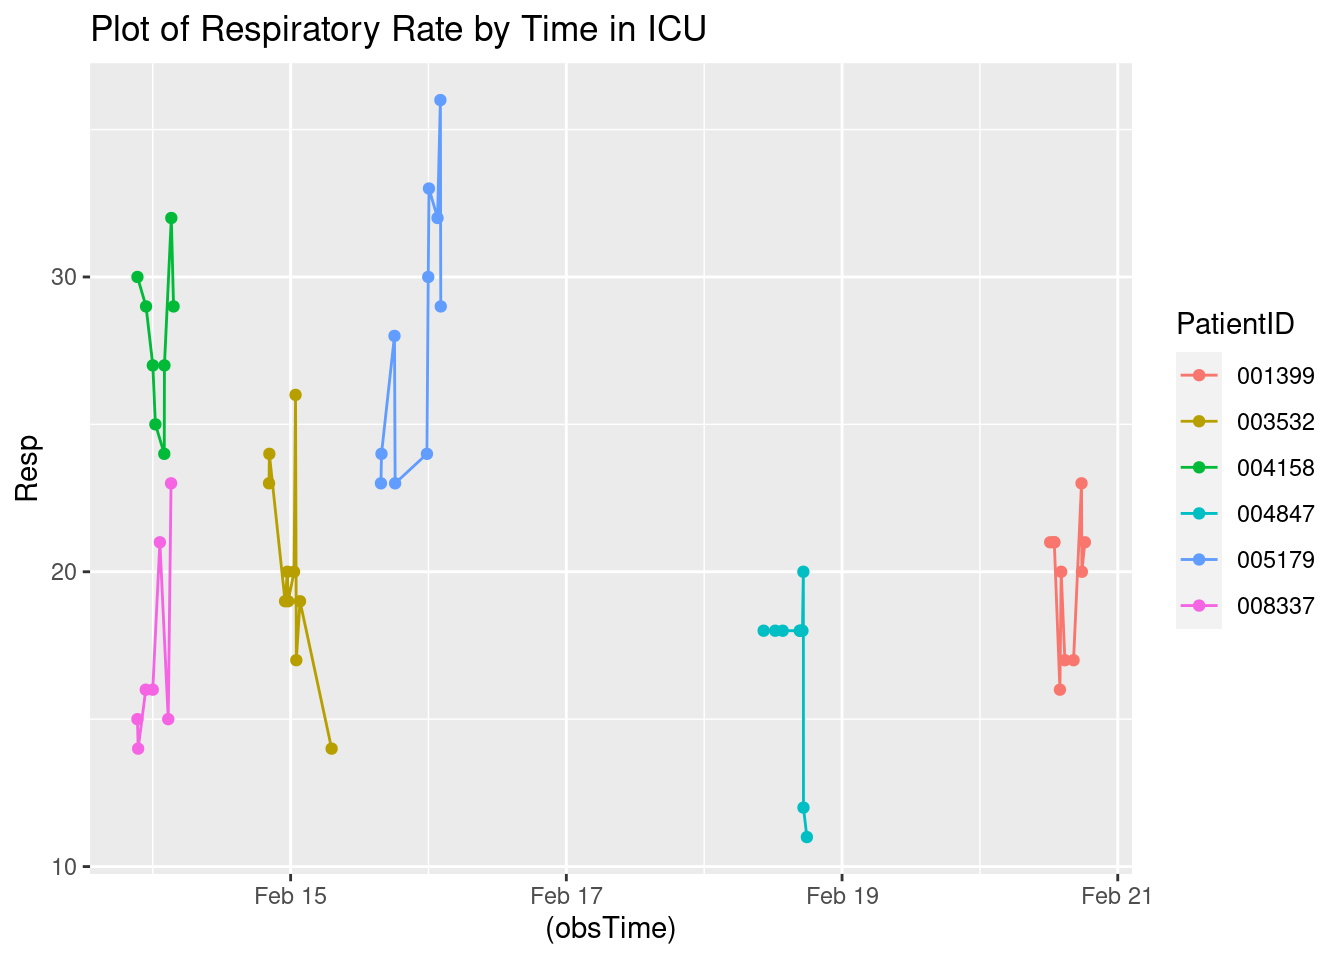 Plot of Respiratory Rate by Time in ICU
Resp
30
20
10
Feb 15
Feb 17
Feb 19
Feb 21
(obsTime)
PatientID
001399
003532
004158
004847
005179
008337